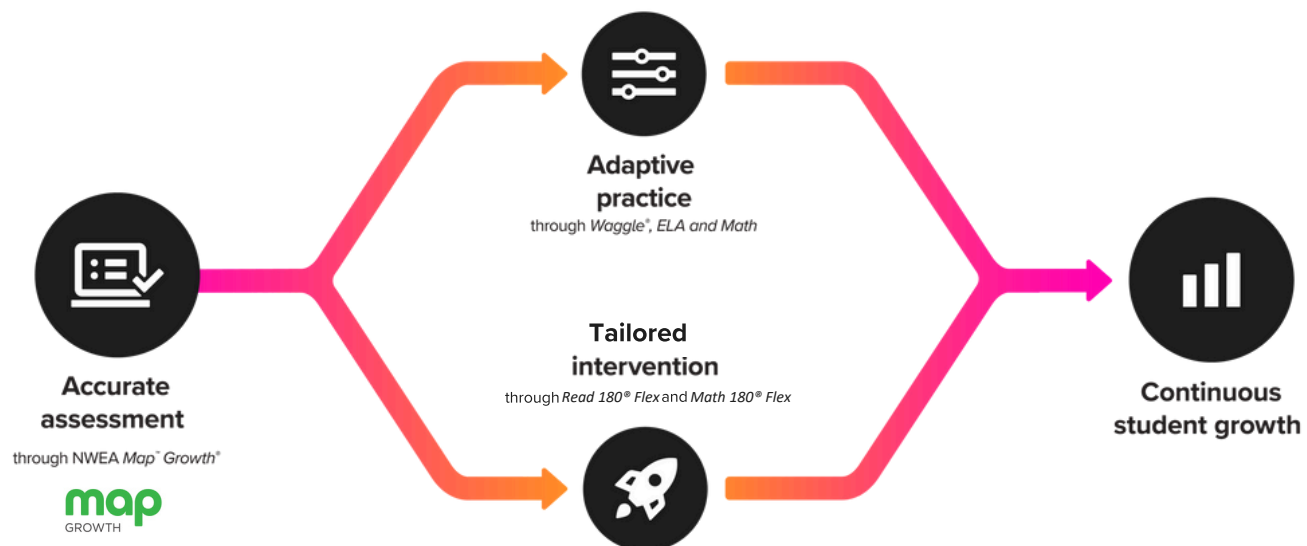 Accurate
assessment
through NWEA Map™ Growth®
map
GROWTH
Adaptive
practice
through Waggle®, ELA and Math
Tailored
intervention
through Read 180® Flex and Math 180® Flex
Continuous
student growth